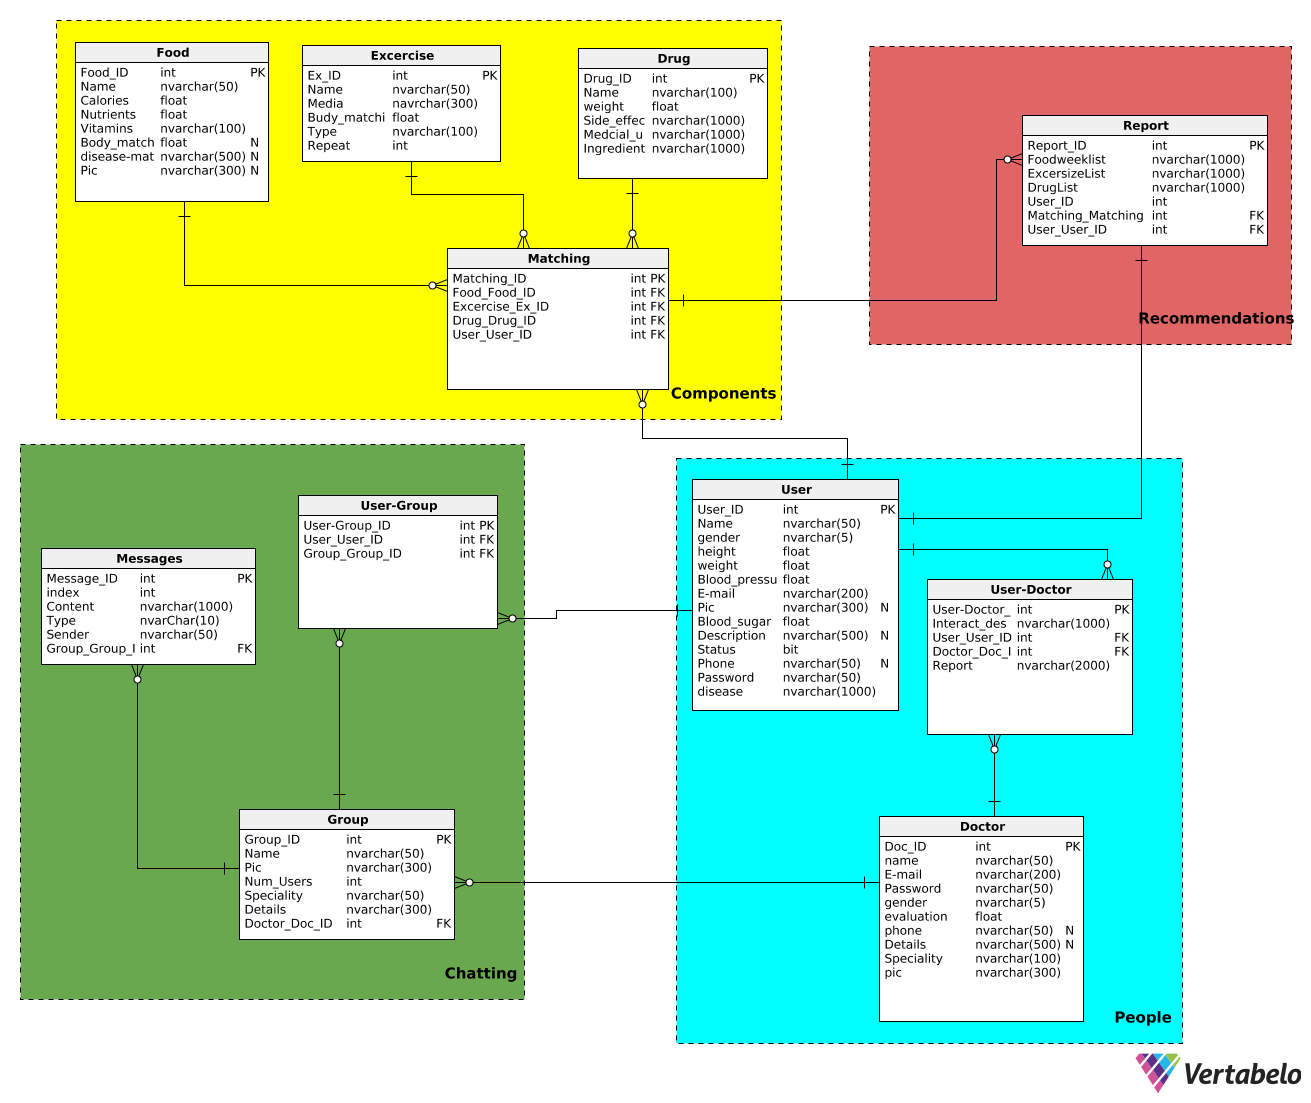 Food
Food_ID int PK
Name nvarchar(50)
Calories float
Nutrients float
Vitamins nvarchar(100)
Body_match float N
disease-mat nvarchar(500) N
Pic nvarchar(300) N
Excercise
Ex_ID int PK
Name nvarchar(50)
Media navrchar(300)
Budy_matchi float
Type nvarchar(100)
Repeat int
Drug
Drug_ID int PK
Name nvarchar(100)
weight float
Side_effec nvarchar(1000)
Medcial_u nvarchar(1000)
Ingredient nvarchar(1000)
Matching
Matching_ID int PK
Food_Food_ID int FK
Excercise_Ex_ID int FK
Drug_Drug_ID int FK
User_User_ID int FK
Components
Report
Report_ID int PK
Foodweeklist nvarchar(1000)
ExcersizeList nvarchar(1000)
DrugList nvarchar(1000)
User_ID int
Matching_Matching int FK
User_User_ID int FK
Recommendations
User-Group
User-Group_ID int PK
User_User_ID int FK
Group_Group_ID int FK
Messages
Message_ID int PK
index int
Content nvarchar(1000)
Type nvarChar(10)
Sender nvarchar(50)
Group_Group_I int FK
Group
Group_ID int PK
Name nvarchar(50)
Pic nvarchar(300)
Num_Users int
Speciality nvarchar(50)
Details nvarchar(300)
Doctor_Doc_ID int FK
Chatting
User
User_ID int PK
Name nvarchar(50)
gender nvarchar(5)
height float
weight float
Blood_pressu float
E-mail nvarchar(200)
Pic nvarchar(300) N
Blood_sugar float
Description nvarchar(500) N
Status bit
Phone nvarchar(50) N
Password nvarchar(50)
disease nvarchar(1000)
User-Doctor
User-Doctor_ int PK
Interact_des nvarchar(1000)
User_User_ID int FK
Doctor_Doc_I int FK
Report nvarchar(2000)
Doctor
Doc_ID int PK
name nvarchar(50)
E-mail nvarchar(200)
Password nvarchar(50)
gender nvarchar(5)
evaluation float
phone nvarchar(50) N
Details nvarchar(500) N
Speciality nvarchar(100)
pic nvarchar(300)
People
Vertabelo